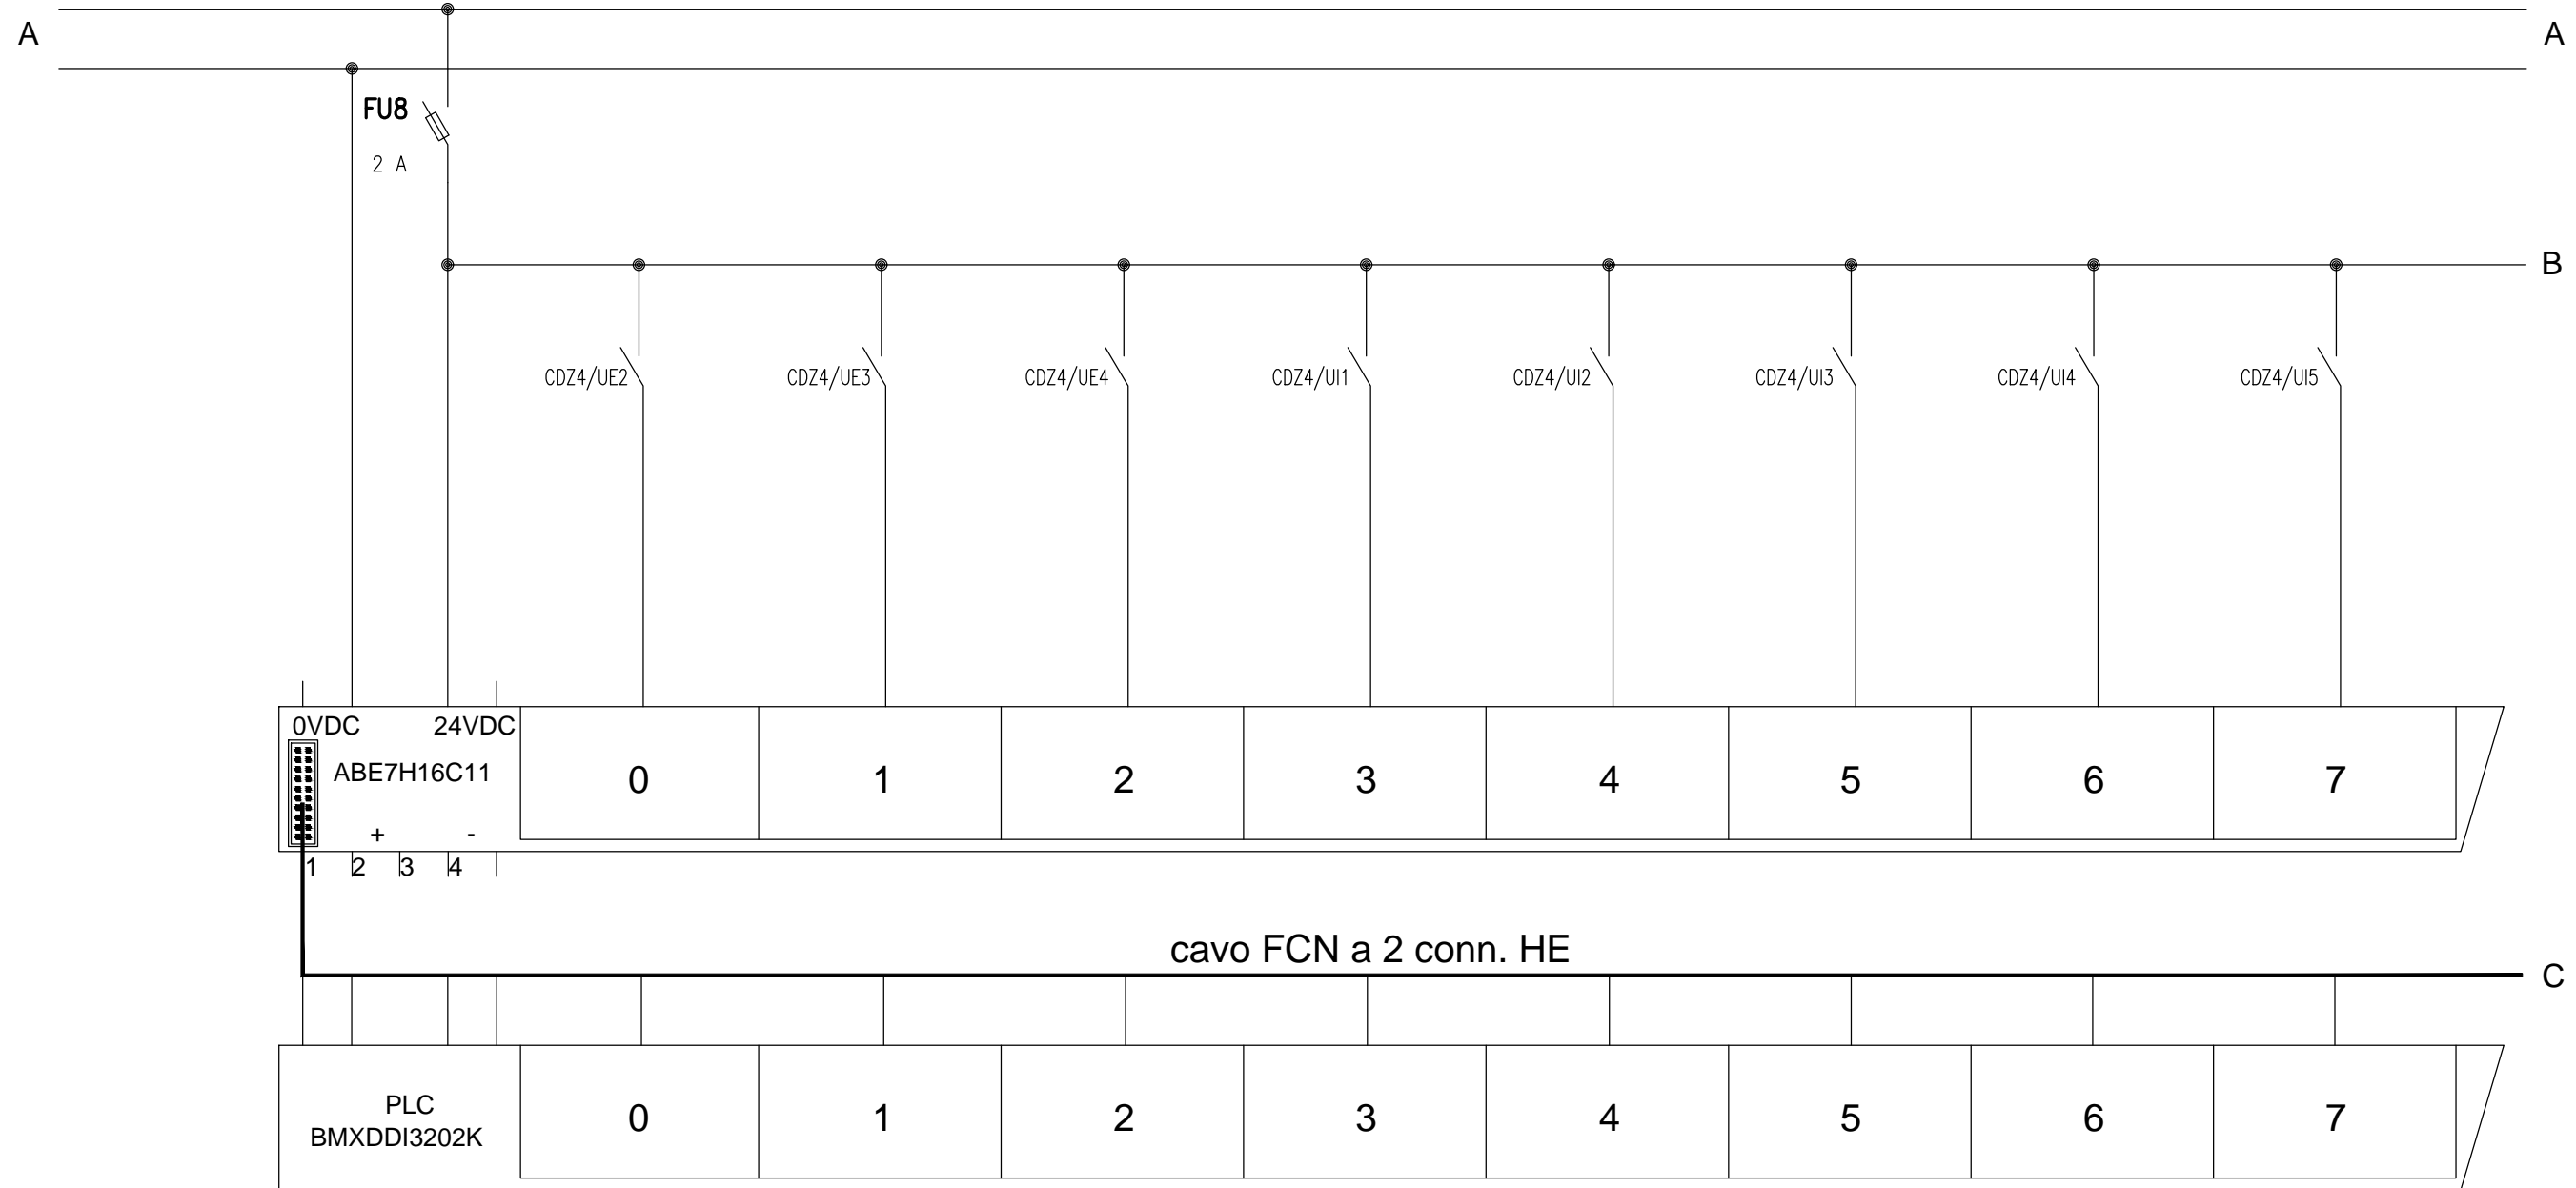 A A
FU8
2 A
B
CDZ4/UE2 CDZ4/UE3 CDZ4/UE4 CDZ4/UI1 CDZ4/UI2 CDZ4/UI3 CDZ4/UI4 CDZ4/UI5
0VDC 24VDC
ABE7H16C11
0 1 2 3 4 5 6 7
+ -
1 2 3 4
cavo FCN a 2 conn. HE
C
PLC
BMXDDI3202K
0 1 2 3 4 5 6 7